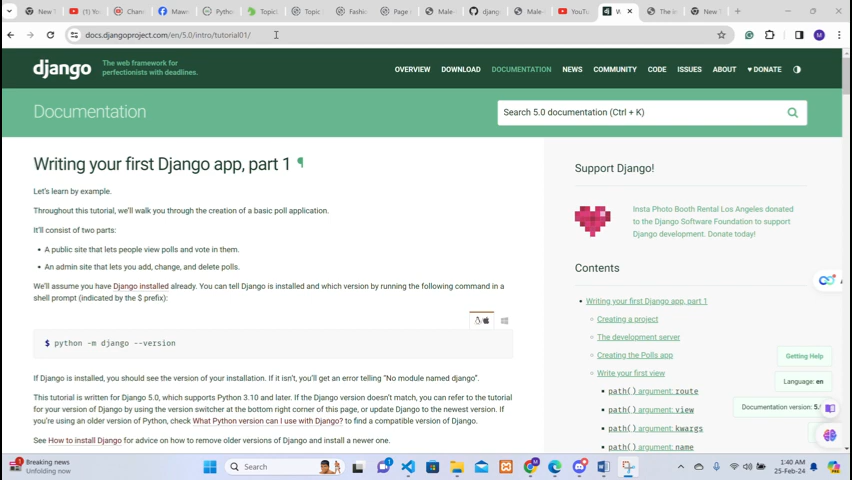 New T
(1) Yo
Chan
Maw
Pytho
Topic
Topic
Fashi
Page
Male-
djang
Male
YouTu
W
The i
New T
docs.djangoproject.com/en/5.0/intro/tutorial01/
django
The web framework for
perfectionists with deadlines.
OVERVIEW DOWNLOAD DOCUMENTATION NEWS COMMUNITY CODE ISSUES ABOUT ♥ DONATE
Documentation
Search 5.0 documentation (Ctrl + K)
Writing your first Django app, part 1 ¶
Let's learn by example.
Throughout this tutorial, we'll walk you through the creation of a basic poll application.
It'll consist of two parts:
• A public site that lets people view polls and vote in them.
• An admin site that lets you add, change, and delete polls.
We'll assume you have Django installed already. You can tell Django is installed and which version by running the following command in a
shell prompt (indicated by the $ prefix):
$ python -m django --version
If Django is installed, you should see the version of your installation. If it isn't, you'll get an error telling "No module named django".
This tutorial is written for Django 5.0, which supports Python 3.10 and later. If the Django version doesn't match, you can refer to the tutorial
for your version of Django by using the version switcher at the bottom right corner of this page, or update Django to the newest version. If
you're using an older version of Python, check What Python version can I use with Django? to find a compatible version of Django.
See How to install Django for advice on how to remove older versions of Django and install a newer one.
Support Django!
Insta Photo Booth Rental Los Angeles donated
to the Django Software Foundation to support
Django development. Donate today!
Contents
• Writing your first Django app, part 1
Creating a project
The development server
Creating the Polls app
Write your first view
path() argument: route
path() argument: view
path() argument: kwargs
path() argument: name
Getting Help
Language: en
Documentation version: 5.
Breaking news
Unfolding now
Search
1:40 AM
25-Feb-24